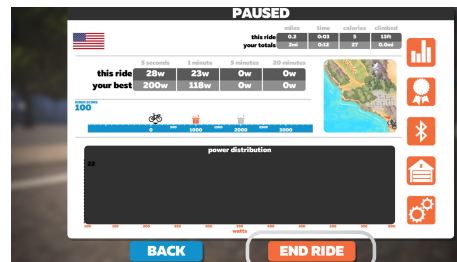 PAUSED
miles time calories climbed
this ride 0.2 0:03 3 13ft
your totals 2mi 0:12 27 0.0mi
5 seconds 1 minute 5 minutes 20 minutes
this ride 28w 23w 0w 0w
your best 200w 118w 0w 0w
100
0 1000 2000 3000
power distribution
22
watts
BACK
END RIDE